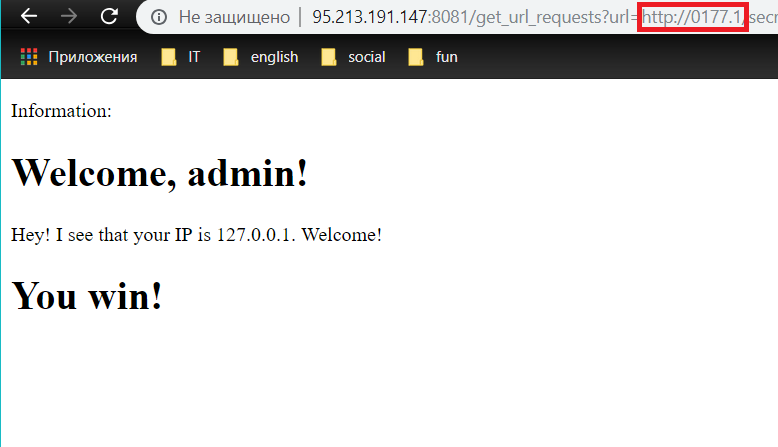 Не защищено | 95.213.191.147:8081/get_url_requests?url=http://0177.1/secr
Приложения IT english social fun
Information:
Welcome, admin!
Hey! I see that your IP is 127.0.0.1. Welcome!
You win!